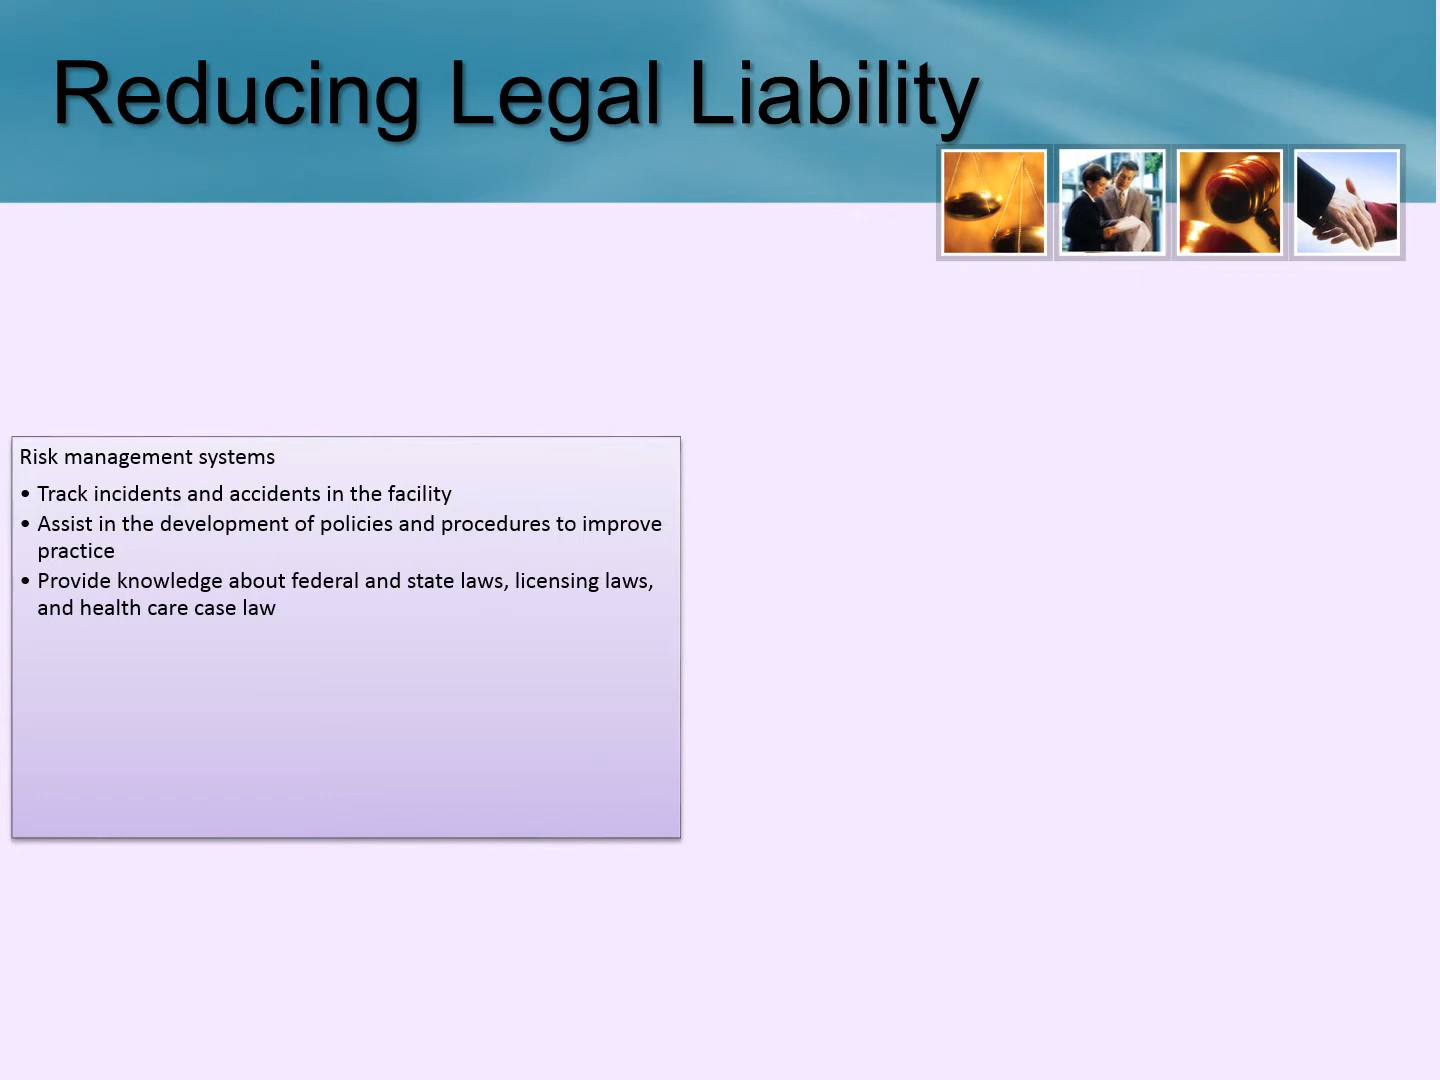 Reducing Legal Liability
Risk management systems
• Track incidents and accidents in the facility
• Assist in the development of policies and procedures to improve
practice
• Provide knowledge about federal and state laws, licensing laws,
and health care case law